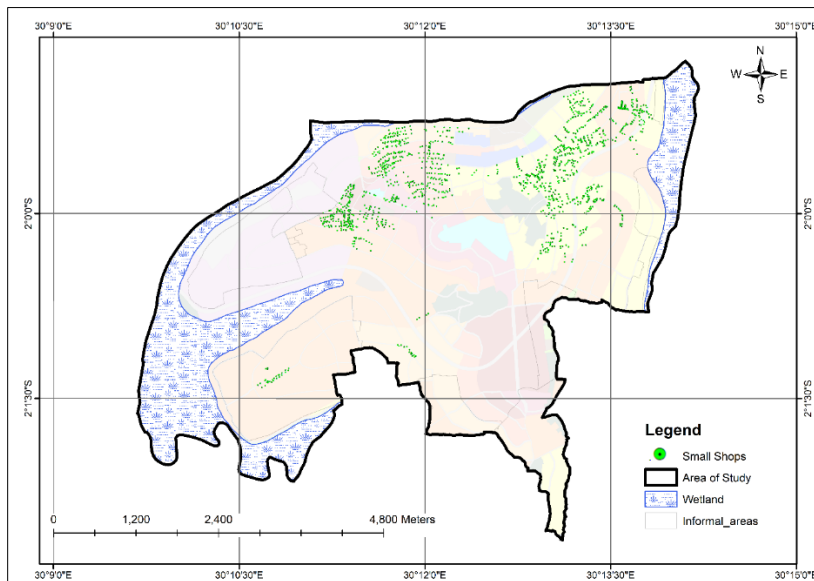 30°9'0"E 30°10'30"E 30°12'0"E 30°13'30"E 30°15'0"E
N
W E
S
2°0'0"S 2°0'0"S
2°1'30"S 2°1'30"S
Legend
Small Shops
Area of Study
Wetland
Informal_areas
0 1,200 2,400 4,800 Meters
30°9'0"E 30°10'30"E 30°12'0"E 30°13'30"E 30°15'0"E